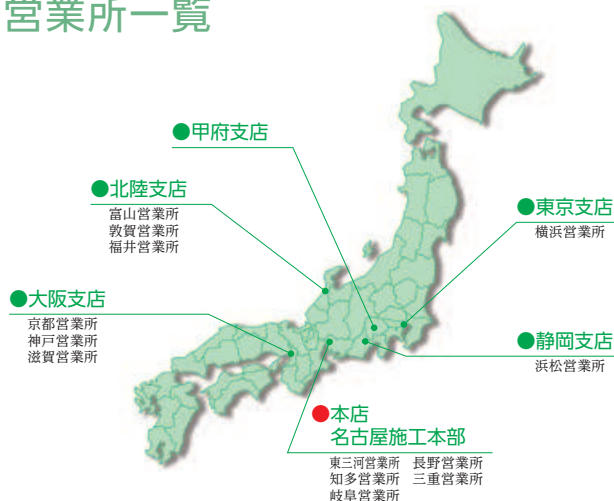 営業所一覧
●甲府支店
●北陸支店
富山営業所
敦賀営業所
福井営業所
●東京支店
横浜営業所
●大阪支店
京都営業所
神戸営業所
滋賀営業所
●静岡支店
浜松営業所
●本店
名古屋施工本部
東三河営業所　長野営業所
知多営業所　三重営業所
岐阜営業所